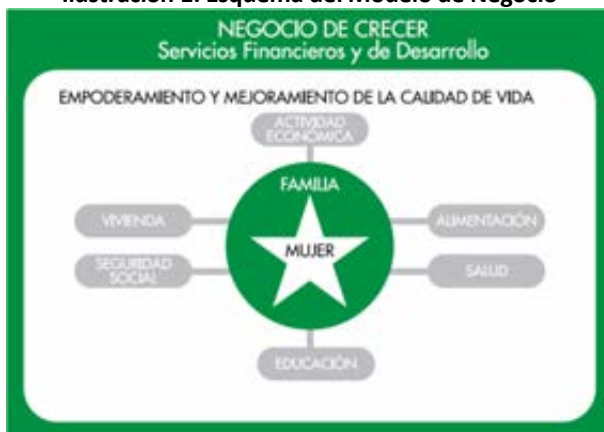 Ilustración 1: Esquema del Modelo de Negocio
NEGOCIO DE CRECER
Servicios Financieros y de Desarrollo
EMPODERAMIENTO Y MEJORAMIENTO DE LA CALIDAD DE VIDA
ACTIVIDAD
ECONÓMICA
FAMILIA
VIVIENDA
ALIMENTACIÓN
MUJER
SEGURIDAD
SOCIAL
SALUD
EDUCACIÓN